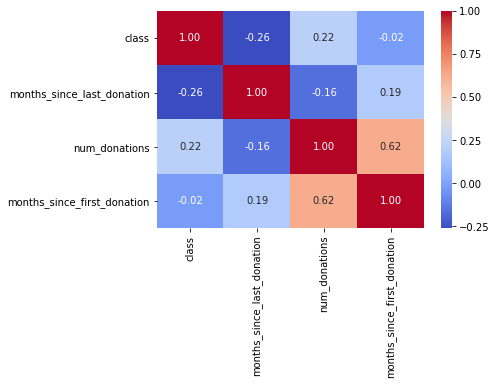 class
months_since_last_donation
num_donations
months_since_first_donation
1.00 -0.26 0.22 -0.02
-0.26 1.00 -0.16 0.19
0.22 -0.16 1.00 0.62
-0.02 0.19 0.62 1.00
class
months_since_last_donation
num_donations
months_since_first_donation
1.00
0.75
0.50
0.25
0.00
-0.25